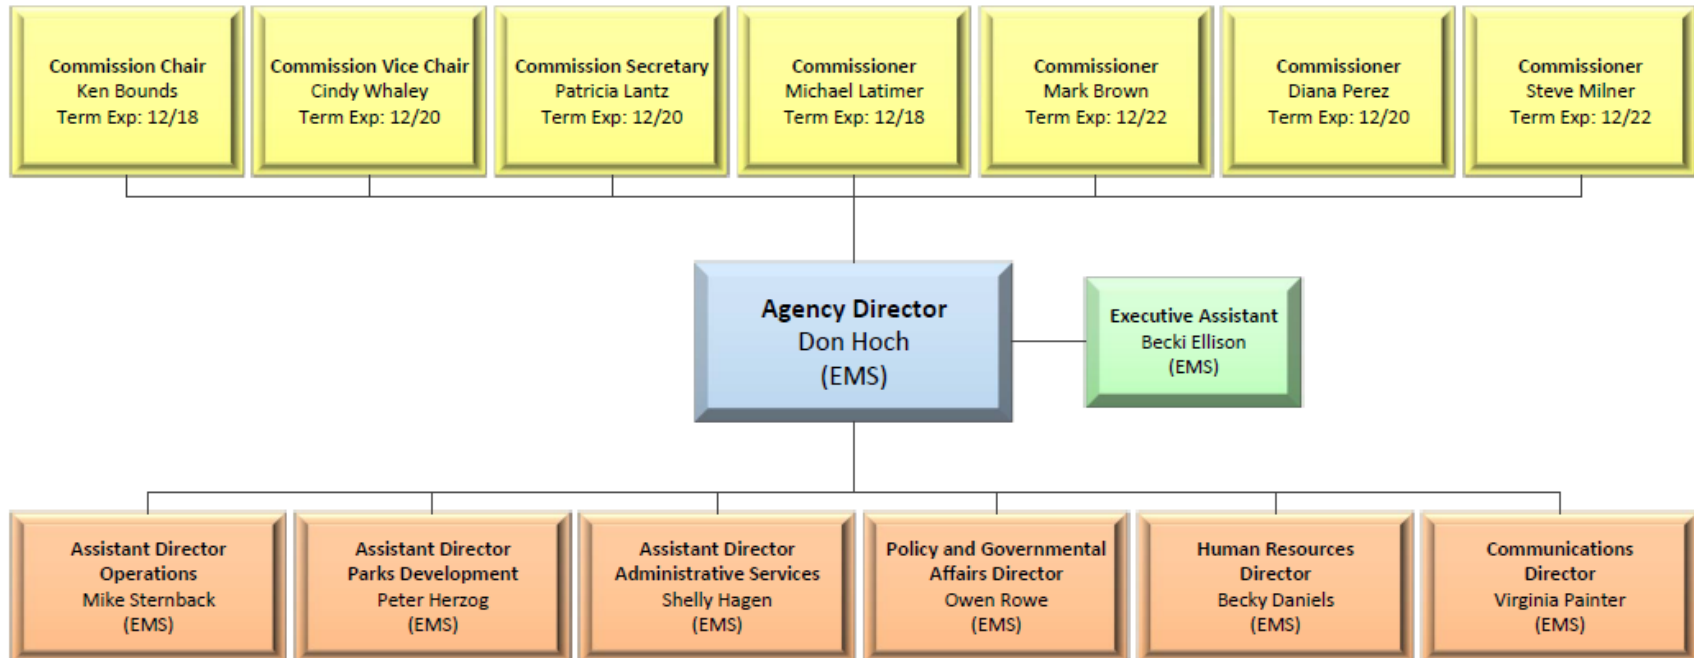 Commission Chair
Ken Bounds
Term Exp: 12/18
Commission Vice Chair
Cindy Whaley
Term Exp: 12/20
Commission Secretary
Patricia Lantz
Term Exp: 12/20
Commissioner
Michael Latimer
Term Exp: 12/18
Commissioner
Mark Brown
Term Exp: 12/22
Commissioner
Diana Perez
Term Exp: 12/20
Commissioner
Steve Milner
Term Exp: 12/22
Agency Director
Don Hoch
(EMS)
Executive Assistant
Becki Ellison
(EMS)
Assistant Director
Operations
Mike Sternback
(EMS)
Assistant Director
Parks Development
Peter Herzog
(EMS)
Assistant Director
Administrative Services
Shelly Hagen
(EMS)
Policy and Governmental
Affairs Director
Owen Rowe
(EMS)
Human Resources
Director
Becky Daniels
(EMS)
Communications
Director
Virginia Painter
(EMS)